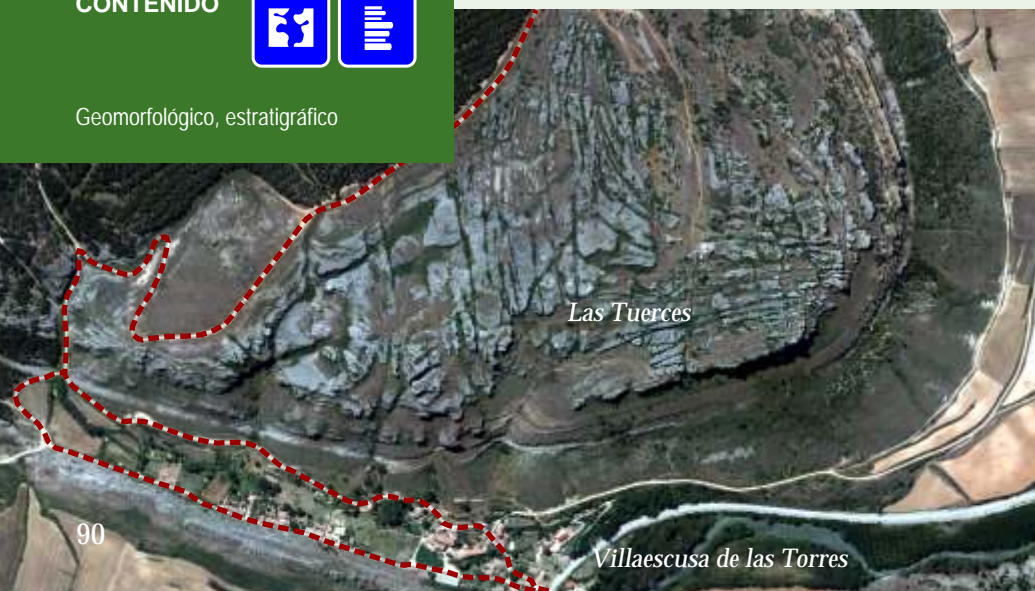 CONTENIDO
Geomorfológico, estratigráfico
Las Tuerces
90
Villaescusa de las Torres